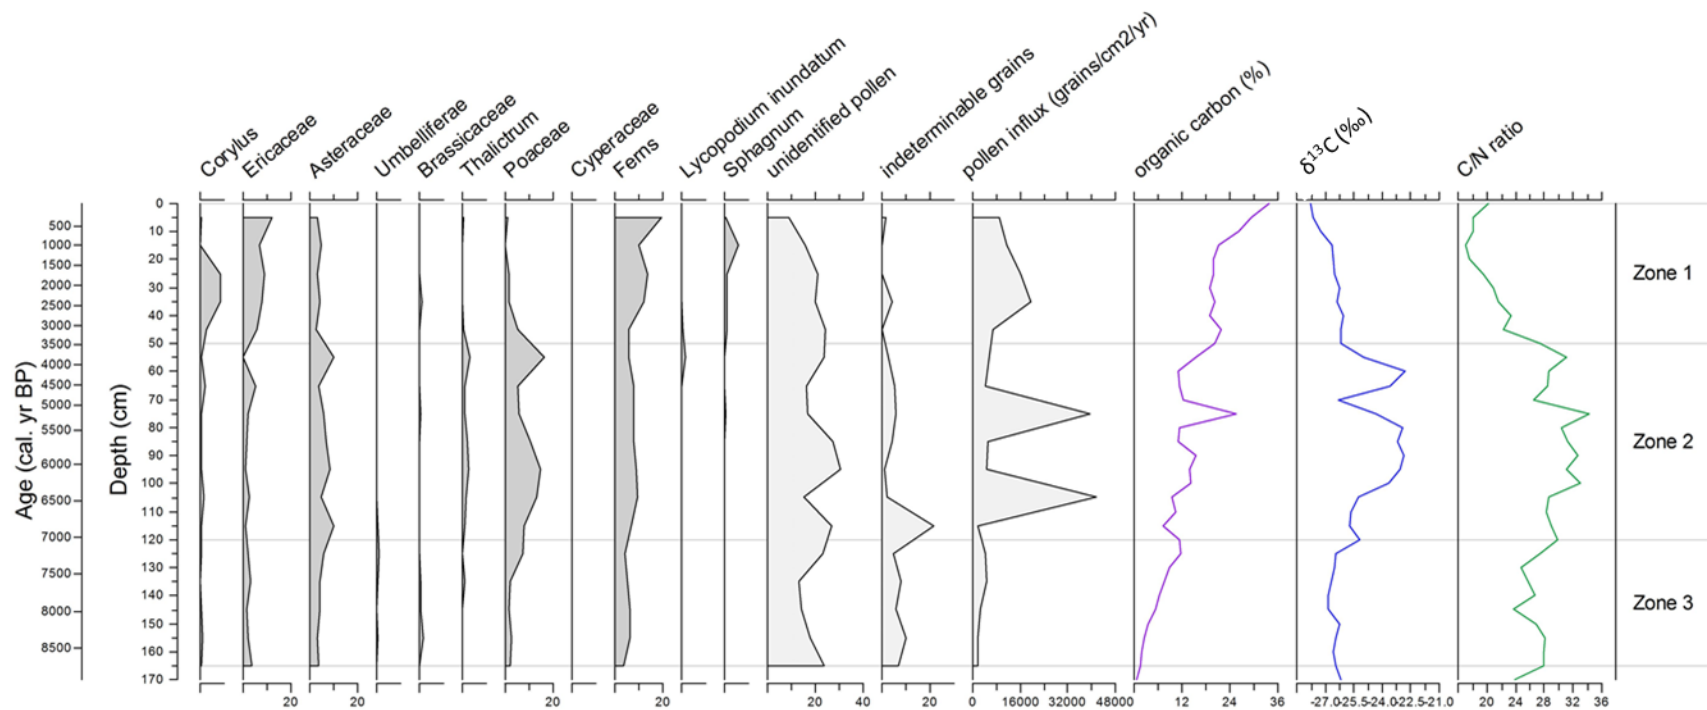 Corylus
Ericaceae
Asteraceae
Umbelliferae
Brassicaceae
Thalictrum
Poaceae
Cyperaceae
Ferns
Lycopodium inundatum
Sphagnum
unidentified pollen
indeterminable grains
pollen influx (grains/cm2/yr)
organic carbon (%)
δ13C (‰)
C/N ratio
Age (cal. yr BP)
500
1000
1500
2000
2500
3000
3500
4000
4500
5000
5500
6000
6500
7000
7500
8000
8500
Depth (cm)
0
10
20
30
40
50
60
70
80
90
100
110
120
130
140
150
160
170
Zone 1
Zone 2
Zone 3
20 20 20 20 20 40 20 0 16000 32000 48000 12 24 36 -27.0 -25.5 -24.0 -22.5 -21.0 20 24 28 32 36